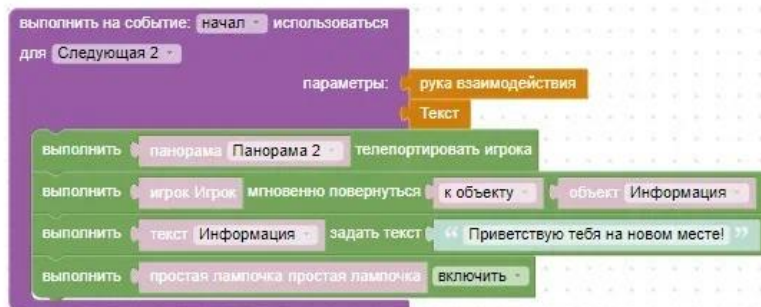 выполнить на событие: начал использоваться
для Следующая 2
параметры: рука взаимодействия
Текст
выполнить панорама Панорама 2 телепортировать игрока
выполнить игрок Игрок мгновенно повернуться к объекту объект Информация
выполнить текст Информация задать текст “ Приветствую тебя на новом месте! ”
выполнить простая лампочка простая лампочка включить